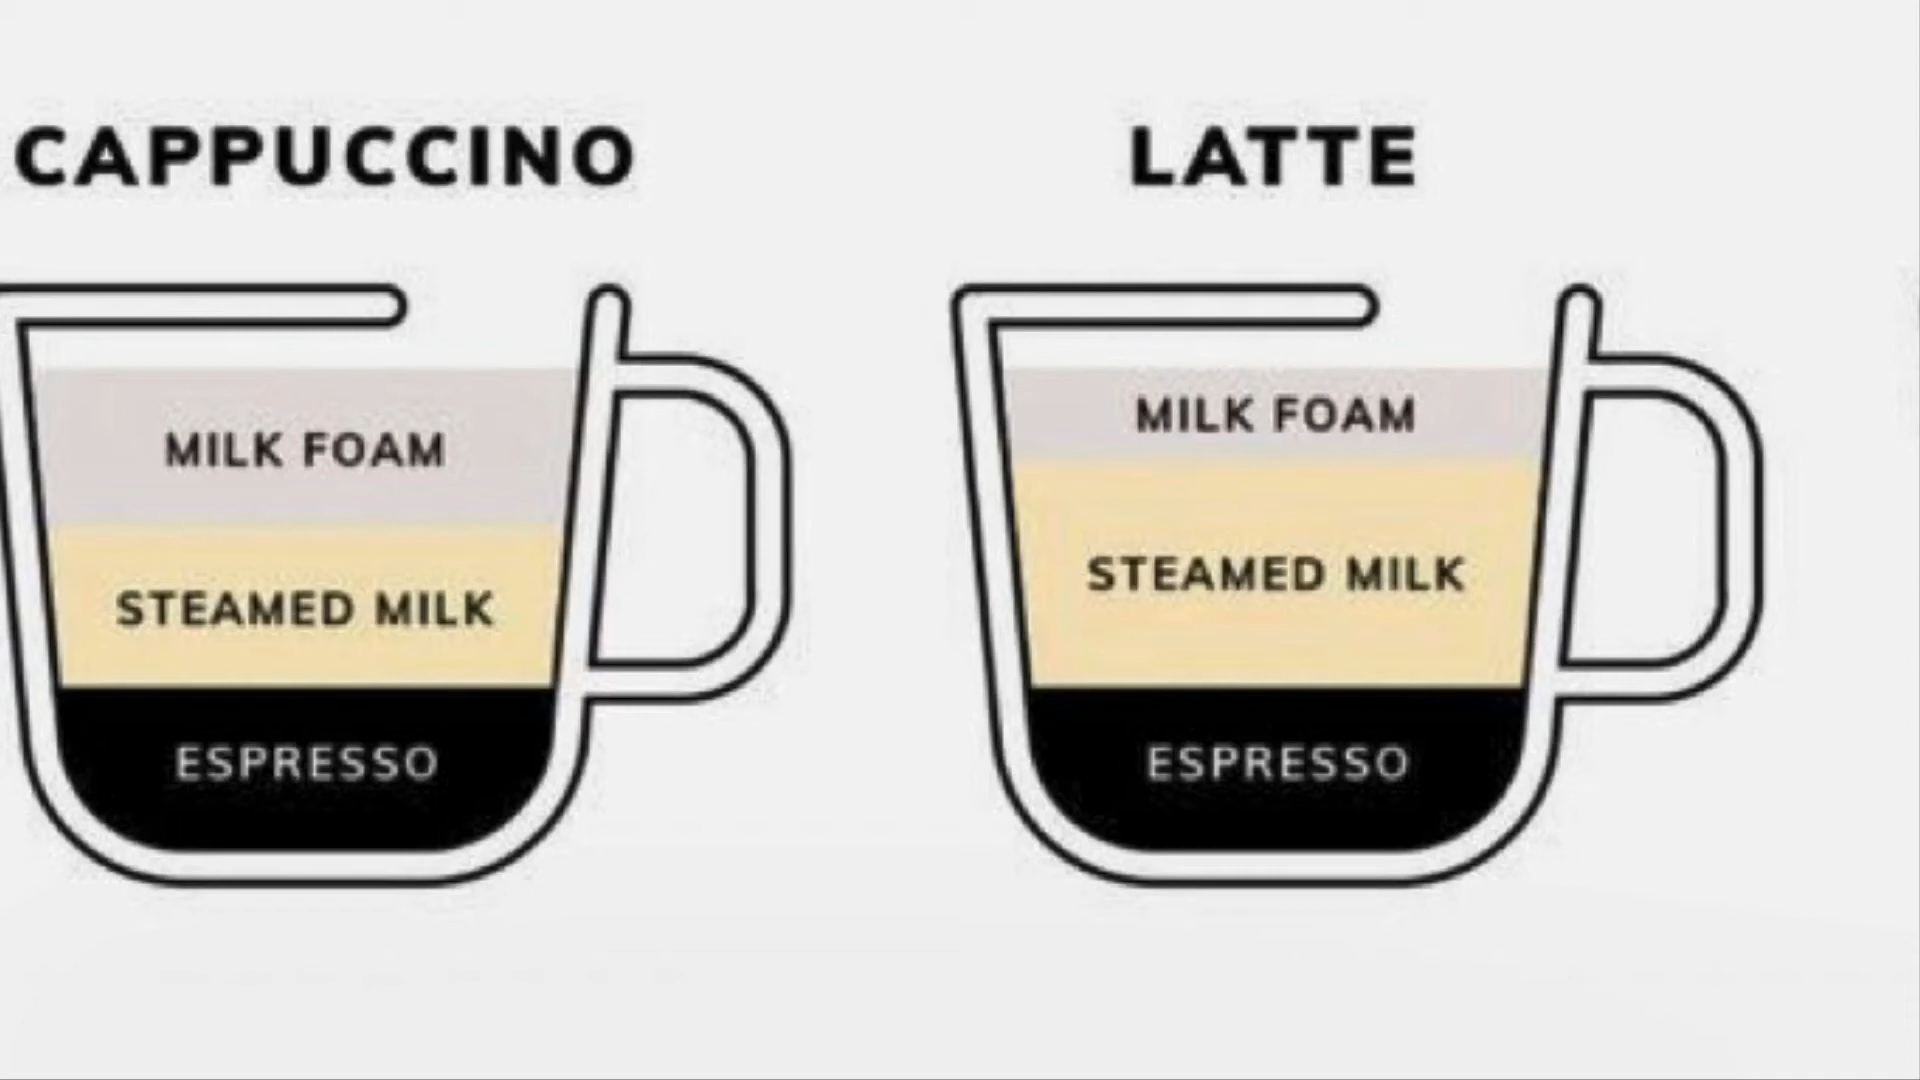 CAPPUCCINO
MILK FOAM
STEAMED MILK
ESPRESSO
LATTE
MILK FOAM
STEAMED MILK
ESPRESSO